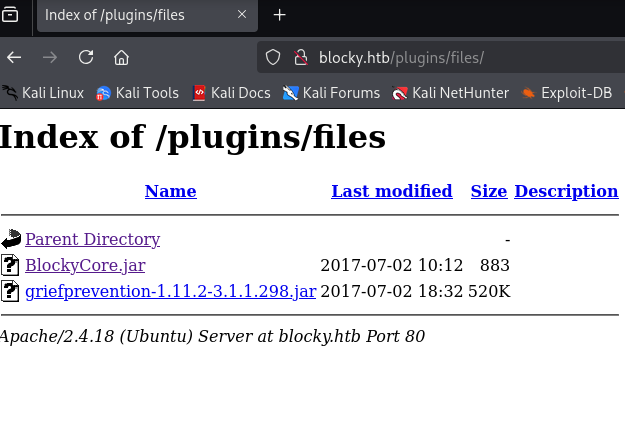 Index of /plugins/files
blocky.htb/plugins/files/
Kali Linux Kali Tools Kali Docs Kali Forums Kali NetHunter Exploit-DB
Index of /plugins/files
Name Last modified Size Description
Parent Directory -
BlockyCore.jar 2017-07-02 10:12 883
griefprevention-1.11.2-3.1.1.298.jar 2017-07-02 18:32 520K
Apache/2.4.18 (Ubuntu) Server at blocky.htb Port 80